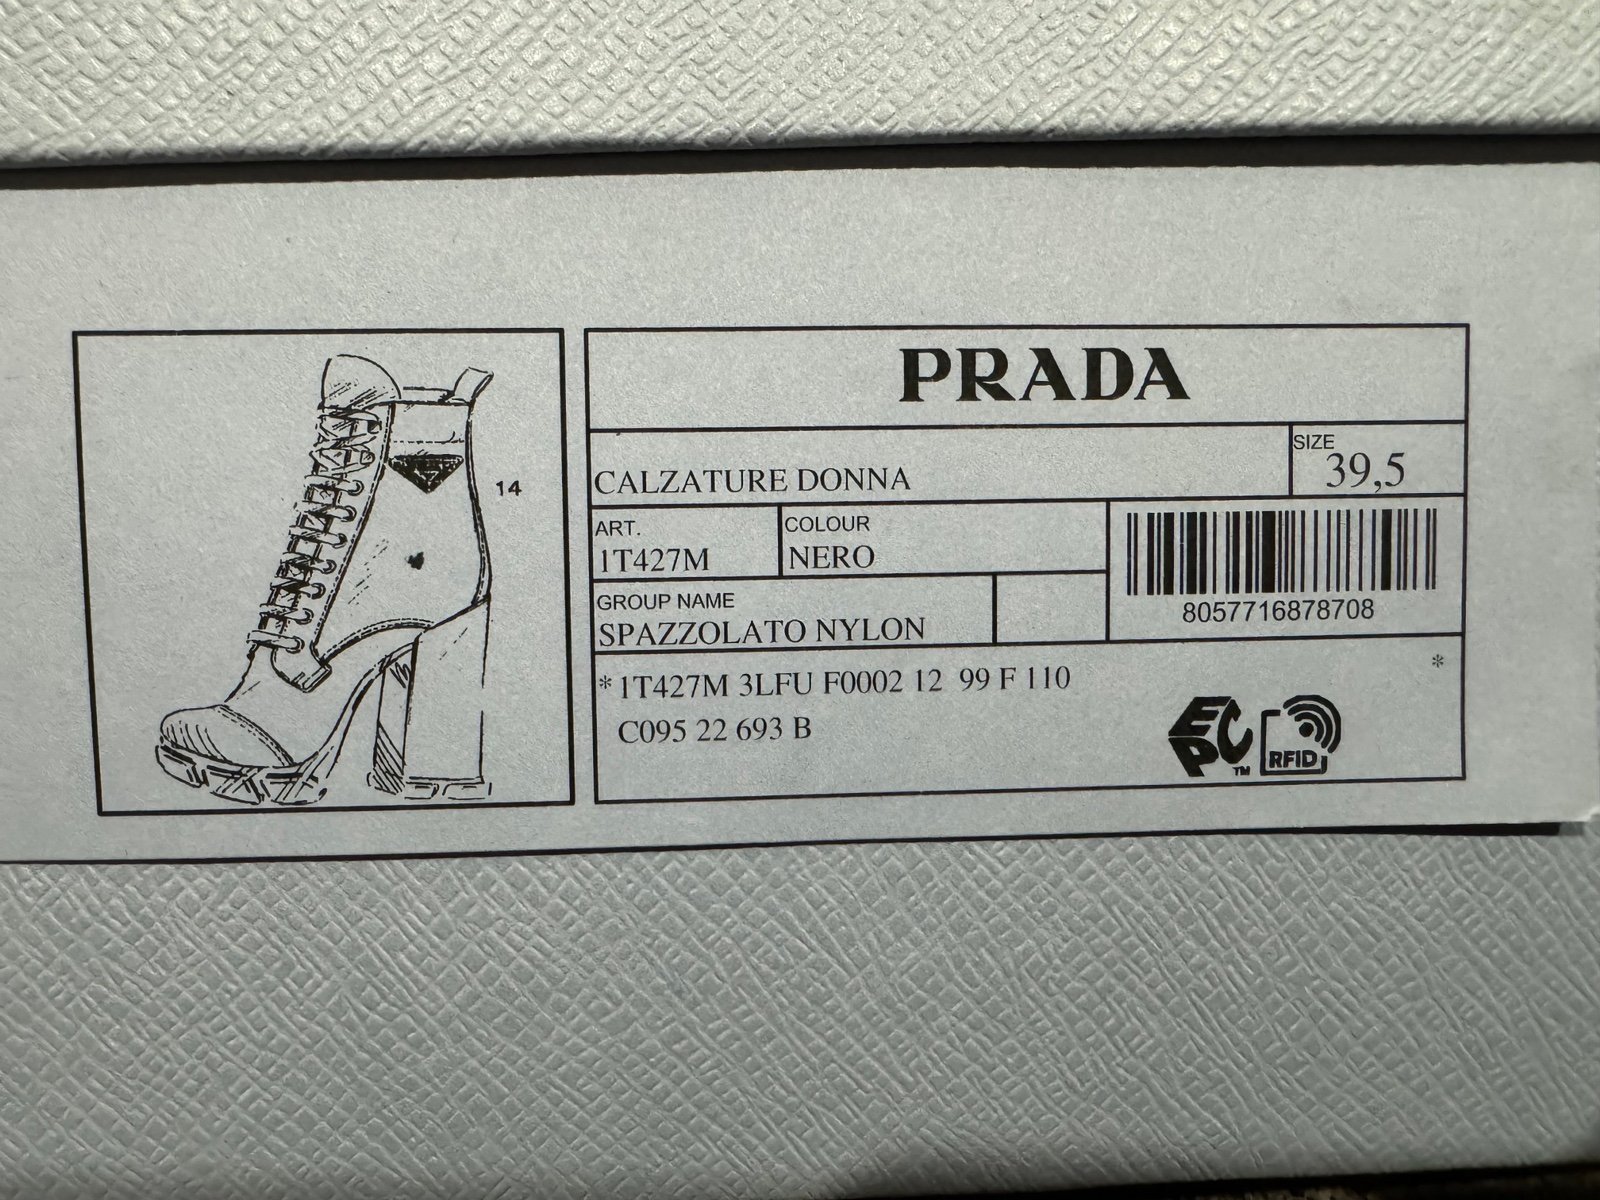 14
PRADA
CALZATURE DONNA
SIZE
39,5
ART.
1T427M
COLOUR
NERO
GROUP NAME
SPAZZOLATO NYLON
8057716878708
*1T427M 3LFU F0002 12 99 F 110 *
C095 22 693 B
EPC™
RFID